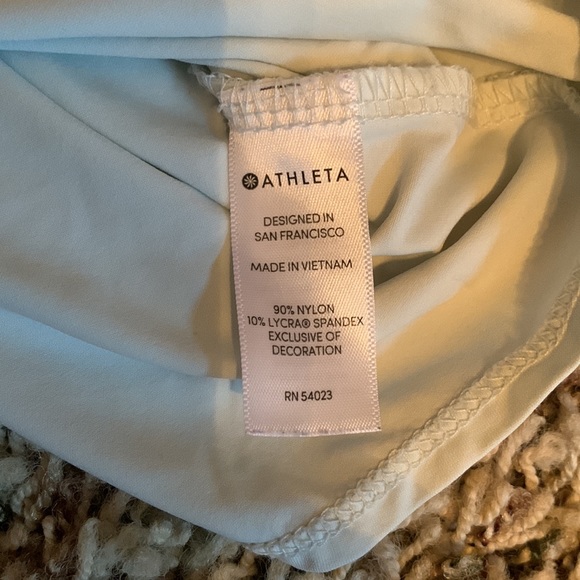 ATHLETA
DESIGNED IN
SAN FRANCISCO
MADE IN VIETNAM
90% NYLON
10% LYCRA® SPANDEX
EXCLUSIVE OF
DECORATION
RN 54023